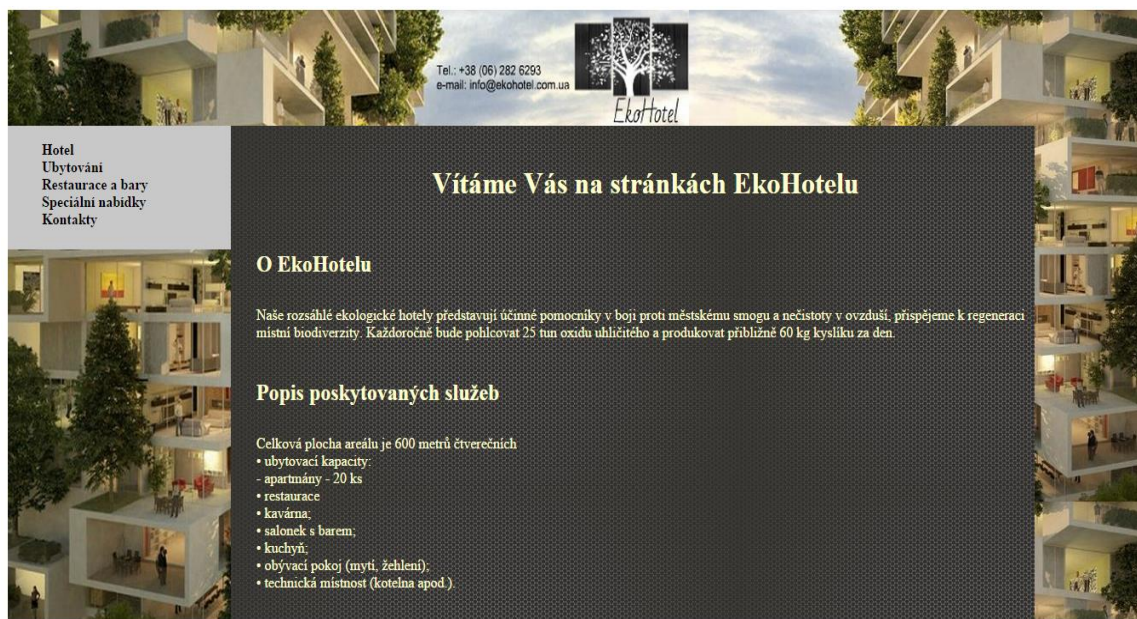 Tel.: +38 (06) 282 6293
e-mail: info@ekohotel.com.ua
EkoHotel
Hotel
Ubytování
Restaurace a bary
Speciální nabídky
Kontakty
Vítáme Vás na stránkách EkoHotelu
O EkoHotelu
Naše rozsáhlé ekologické hotely představují účinné pomocníky v boji proti městskému smogu a nečistoty v ovzduší, přispějeme k regeneraci
místní biodiverzity. Každoročně bude pohlcovat 25 tun oxidu uhličitého a produkovat přibližně 60 kg kyslíku za den.
Popis poskytovaných služeb
Celková plocha areálu je 600 metrů čtverečních
• ubytovací kapacity:
- apartmány - 20 ks
• restaurace
• kavárna;
• salonek s barem;
• kuchyň;
• obývací pokoj (mytí, žehlení);
• technická místnost (kotelna apod.).